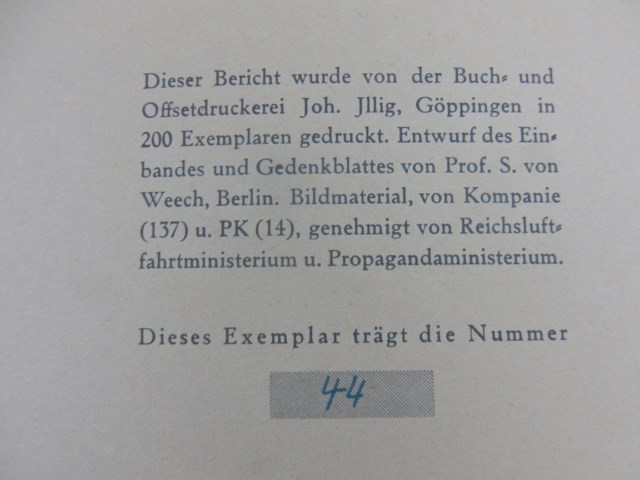 Dieser Bericht wurde von der Buch- und
Offsetdruckerei Joh. Jllig, Göppingen in
200 Exemplaren gedruckt. Entwurf des Ein-
bandes und Gedenkblattes von Prof. S. von
Weech, Berlin. Bildmaterial, von Kompanie
(137) u. PK (14), genehmigt von Reichsluft-
fahrtministerium u. Propagandaministerium.
Dieses Exemplar trägt die Nummer
44